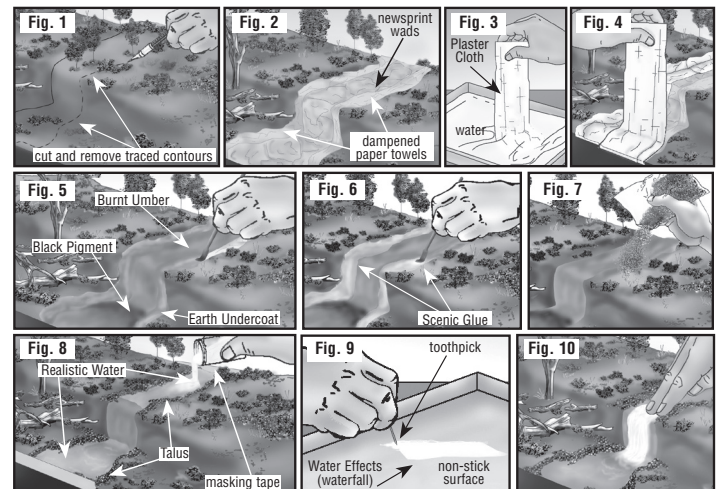 Fig. 1
cut and remove traced contours
Fig. 2
newsprint
wads
dampened
paper towels
Fig. 3
Plaster
Cloth
water
Fig. 4
Fig. 5
Burnt Umber
Black Pigment
Earth Undercoat
Fig. 6
Scenic Glue
Fig. 7
Fig. 8
Realistic Water
Talus
masking tape
Fig. 9
toothpick
Water Effects
(waterfall)
non-stick
surface
Fig. 10